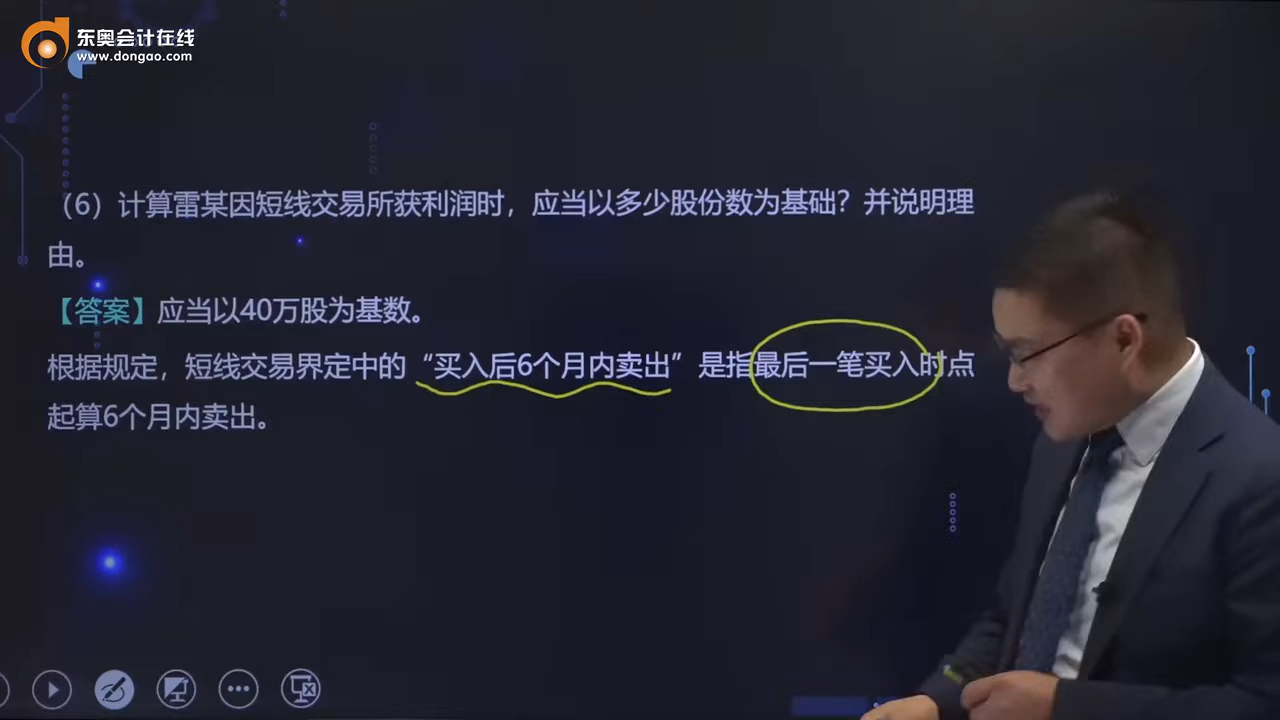 东奥会计在线
www.dongao.com
（6）计算雷某因短线交易所获利润时，应当以多少股份数为基础？并说明理
由。
【答案】应当以40万股为基数。
根据规定，短线交易界定中的“买入后6个月内卖出”是指最后一笔买入时点
起算6个月内卖出。